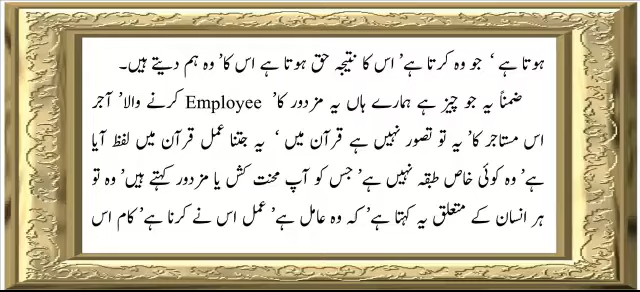 ہوتا ہے‘ جو وہ کرتا ہے’ اس کا نتیجہ حق ہوتا ہے اس کا’ وہ ہم دیتے ہیں۔
ضمناً یہ جو چیز ہے ہمارے ہاں یہ مزدور کا’ Employee کرنے والا’ آجر
اس مستاجر کا’ یہ تو تصور نہیں ہے قرآن میں‘ یہ جتنا عمل قرآن میں لفظ آیا
ہے’ وہ کوئی خاص طبقہ نہیں ہے’ جس کو آپ محنت کش یا مزدور کہتے ہیں’ وہ تو
ہر انسان کے متعلق یہ کہتا ہے’ کہ وہ عامل ہے’ عمل اس نے کرنا ہے’ کام اس